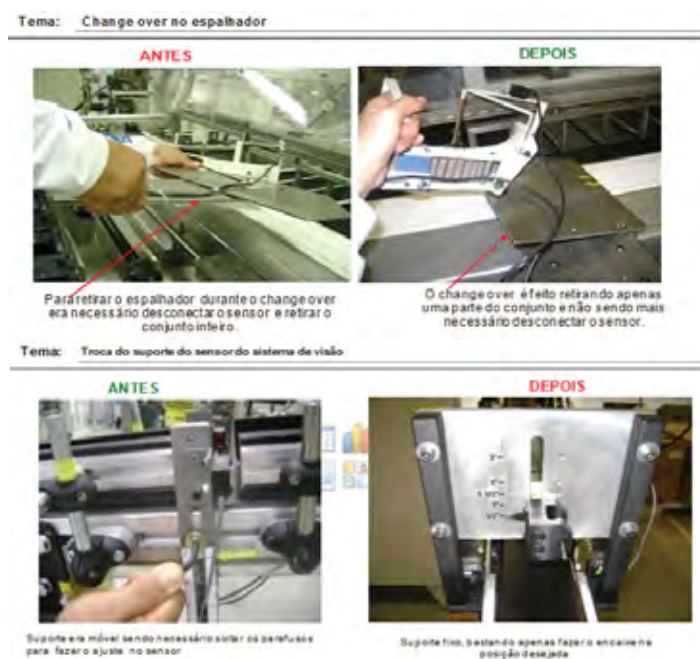 Tema: Change over no espalhador
ANTES
DEPOIS
Para retirar o espalhador durante o change over
era necessário desconectar o sensor e retirar o
conjunto inteiro.
O change over é feito retirando apenas
uma parte do conjunto e não sendo mais
necessário desconectar o sensor.
Tema: Troca do suporte do sensor do sistema de visão
ANTES
DEPOIS
Suporte era móvel sendo necessário soltar os parafusos
para fazer o ajuste no sensor
Suporte fixo, bastando apenas fazer o encaixe na
posição desejada